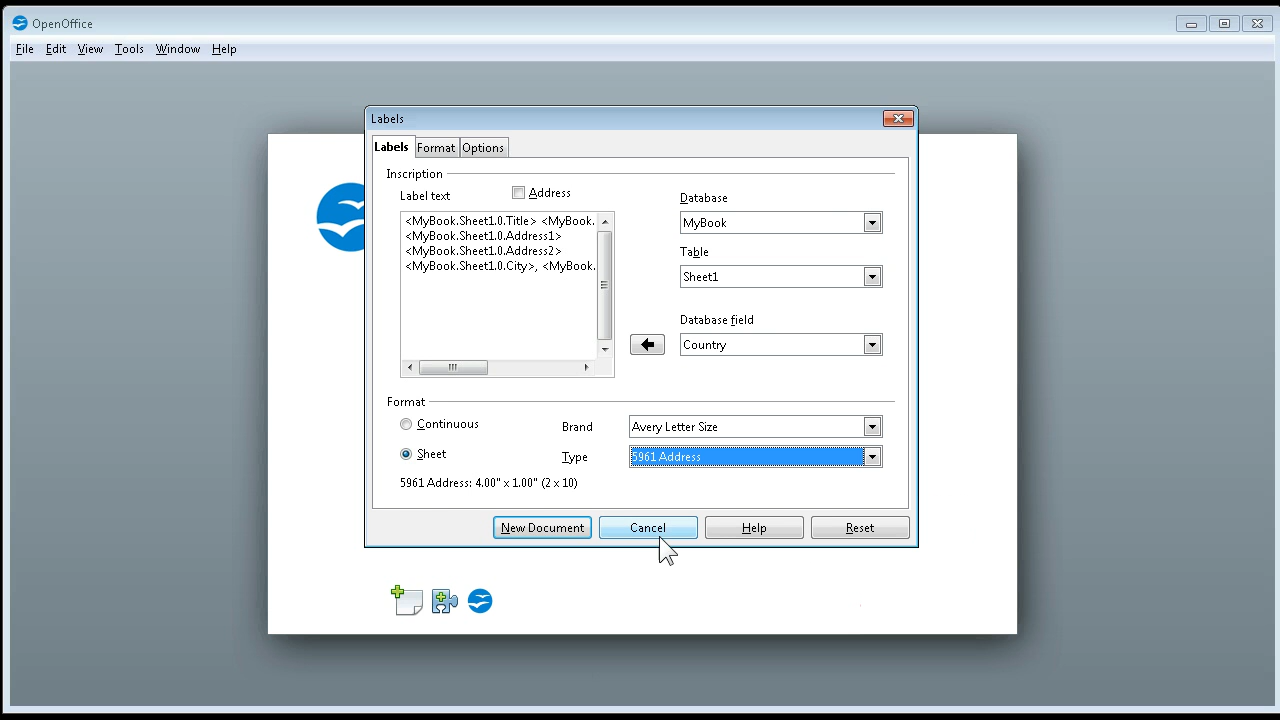 OpenOffice
File Edit View Tools Window Help
Labels
Labels Format Options
Inscription
Label text
Address
<MyBook.Sheet1.0.Title> <MyBook.
<MyBook.Sheet1.0.Address1>
<MyBook.Sheet1.0.Address2>
<MyBook.Sheet1.0.City>, <MyBook.
Database
MyBook
Table
Sheet1
Database field
Country
Format
Continuous
Sheet
Brand
Avery Letter Size
Type
5961 Address
5961 Address: 4.00" x 1.00" (2 x 10)
New Document Cancel Help Reset